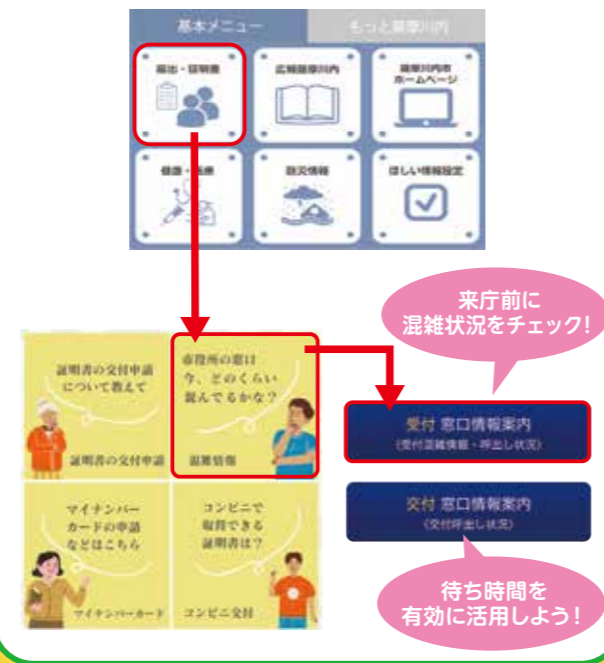 基本メニュー
もっと薩摩川内
届出・証明書
広報薩摩川内
薩摩川内市
ホームページ
健康・医療
防災情報
ほしい情報設定
来庁前に
混雑状況をチェック！
証明書の交付申請
について教えて
証明書の交付申請
市役所の窓口
今、どのくらい
混んでるかな？
混雑情報
受付 窓口情報案内
（受付混雑情報・呼出し状況）
マイナンバー
カードの申請
などはこちら
マイナンバーカード
コンビニで
取得できる
証明書は？
コンビニ交付
交付 窓口情報案内
（交付呼出し状況）
待ち時間を
有効に活用しよう！